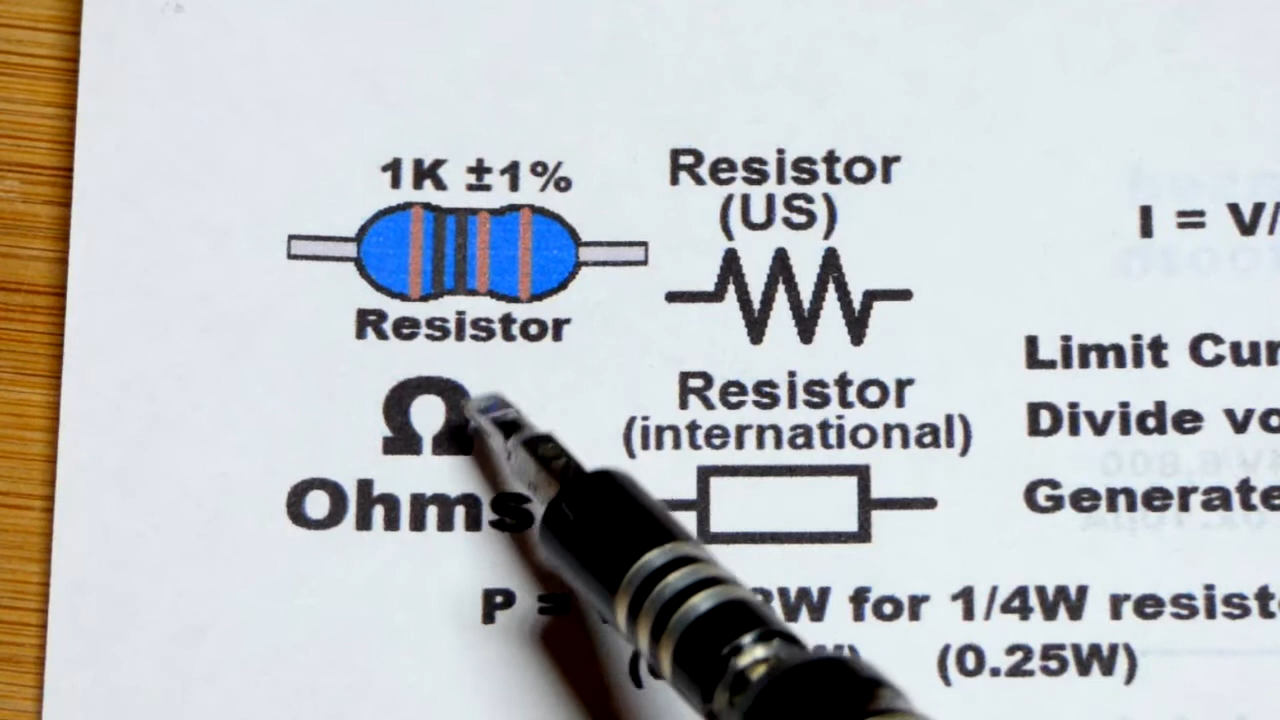 1K ±1%
Resistor
Ω
Ohms
Resistor
(US)
Resistor
(international)
I = V/
Limit Cur
Divide vo
Generate
P = W for 1/4W resist
(0.25W)